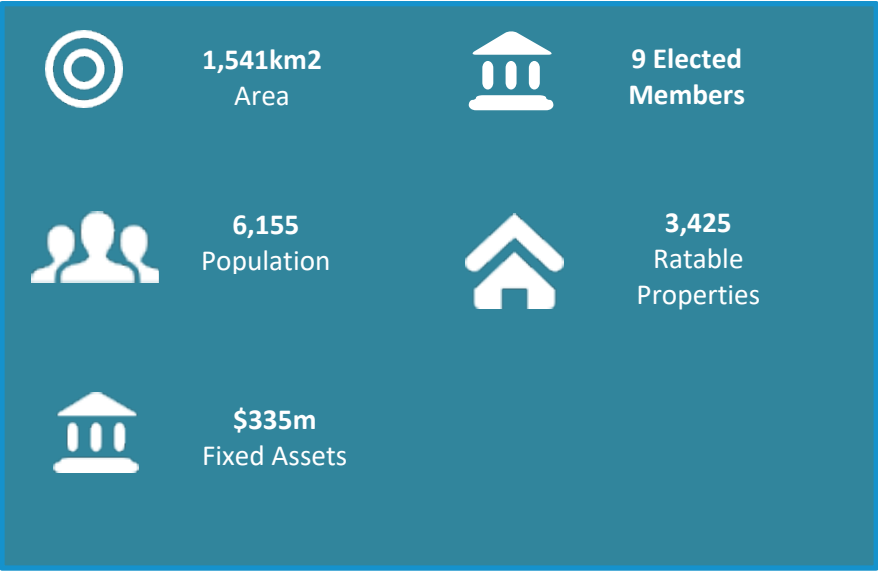 1,541km2
Area
9 Elected
Members
6,155
Population
3,425
Ratable
Properties
$335m
Fixed Assets